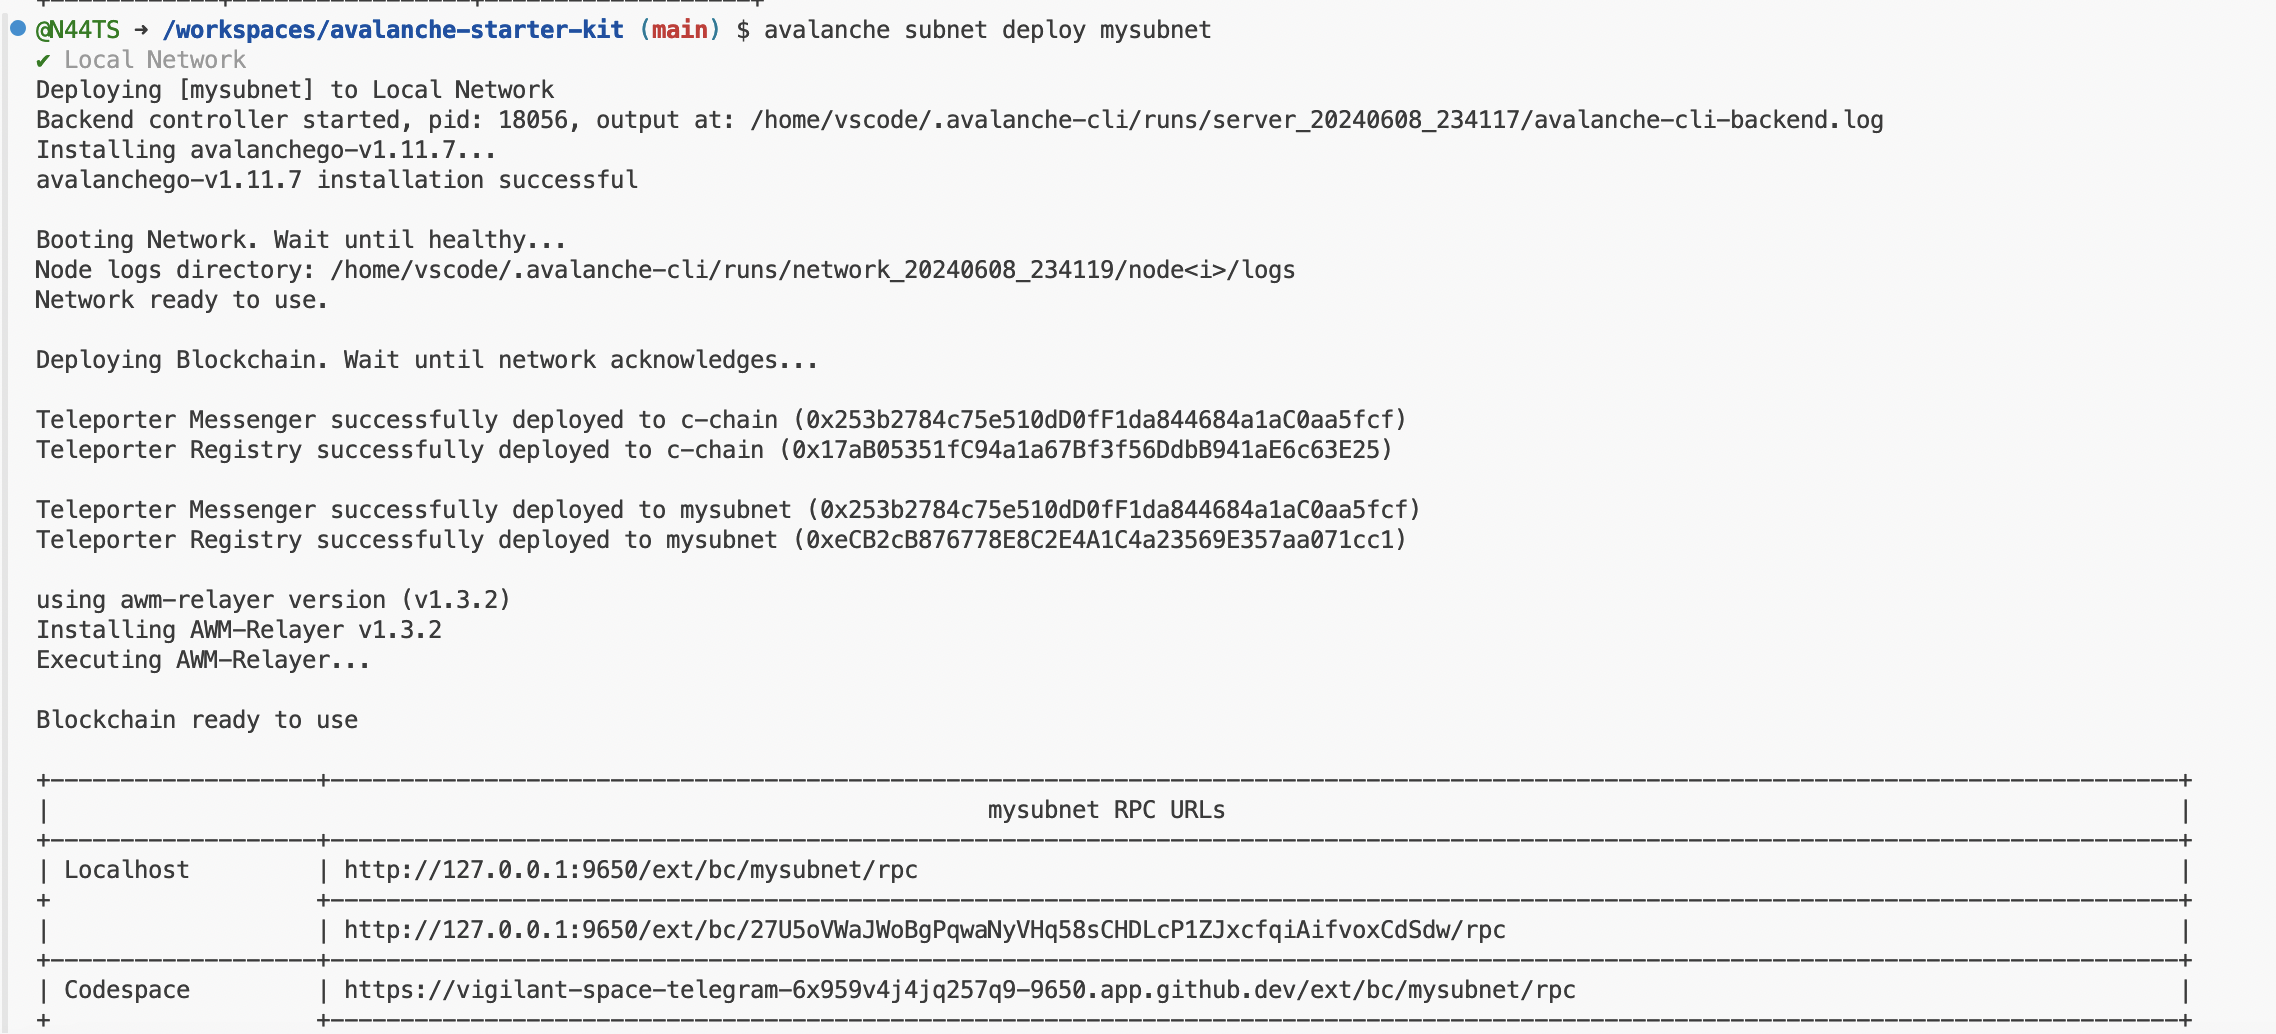 @N44TS → /workspaces/avalanche-starter-kit (main) $ avalanche subnet deploy mysubnet
✔ Local Network
Deploying [mysubnet] to Local Network
Backend controller started, pid: 18056, output at: /home/vscode/.avalanche-cli/runs/server_20240608_234117/avalanche-cli-backend.log
Installing avalanchego-v1.11.7...
avalanchego-v1.11.7 installation successful
Booting Network. Wait until healthy...
Node logs directory: /home/vscode/.avalanche-cli/runs/network_20240608_234119/node<i>/logs
Network ready to use.
Deploying Blockchain. Wait until network acknowledges...
Teleporter Messenger successfully deployed to c-chain (0x253b2784c75e510dD0fF1da844684a1aC0aa5fcf)
Teleporter Registry successfully deployed to c-chain (0x17aB05351fC94a1a67Bf3f56DdbB941aE6c63E25)
Teleporter Messenger successfully deployed to mysubnet (0x253b2784c75e510dD0fF1da844684a1aC0aa5fcf)
Teleporter Registry successfully deployed to mysubnet (0xeCB2cB876778E8C2E4A1C4a23569E357aa071cc1)
using awm-relayer version (v1.3.2)
Installing AWM-Relayer v1.3.2
Executing AWM-Relayer...
Blockchain ready to use
mysubnet RPC URLs
Localhost | http://127.0.0.1:9650/ext/bc/mysubnet/rpc
http://127.0.0.1:9650/ext/bc/27U5oVWaJWoBgPqwaNyVHq58sCHDLcP1ZJxcfqiAifvoxCdSdw/rpc
Codespace | https://vigilant-space-telegram-6x959v4j4jq257q9-9650.app.github.dev/ext/bc/mysubnet/rpc